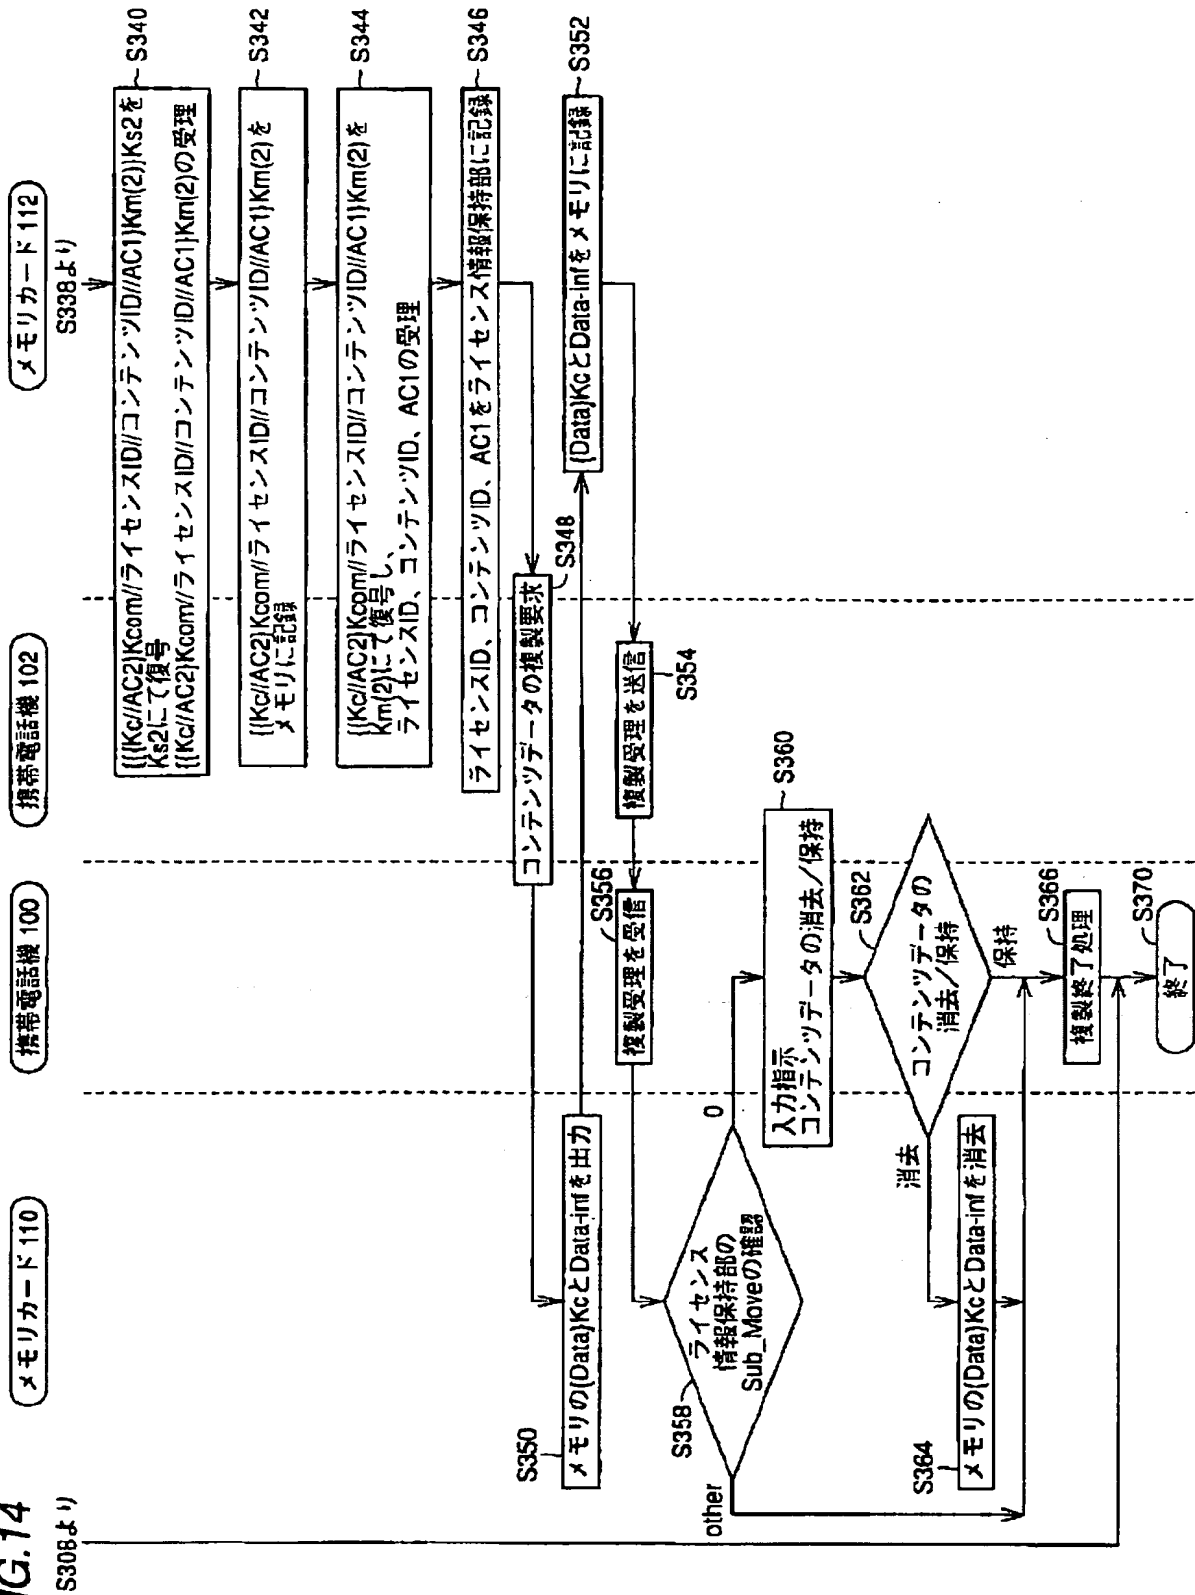 IG.14
S308より
メモリカード 110
携帯電話機 100
携帯電話機 102
メモリカード 112
S338より
{{{Kc//AC2}Kcom//ライセンスID//コンテンツID//AC1}Km(2)}Ks2を
Ks2にて復号
{{Kc//AC2}Kcom//ライセンスID//コンテンツID//AC1}Km(2)の受理
S340
{{Kc//AC2}Kcom//ライセンスID//コンテンツID//AC1}Km(2)を
メモリに記録
S342
{{Kc//AC2}Kcom//ライセンスID//コンテンツID//AC1}Km(2)を
Km(2)にて復号し、
ライセンスID、コンテンツID、AC1の受理
S344
ライセンスID、コンテンツID、AC1をライセンス情報保持部に記録
S346
コンテンツデータの複製要求
S348
S350
メモリの{Data}KcとData-infを出力
{Data}KcとData-infをメモリに記録
S352
複製受理を送信
S354
S356
複製受理を受信
S358
ライセンス
情報保持部の
Sub_Moveの確認
other
0
入力指示
コンテンツデータの消去/保持
S360
S362
コンテンツデータの
消去/保持
消去
保持
S364
メモリの{Data}KcとData-infを消去
S366
複製終了処理
S370
終了